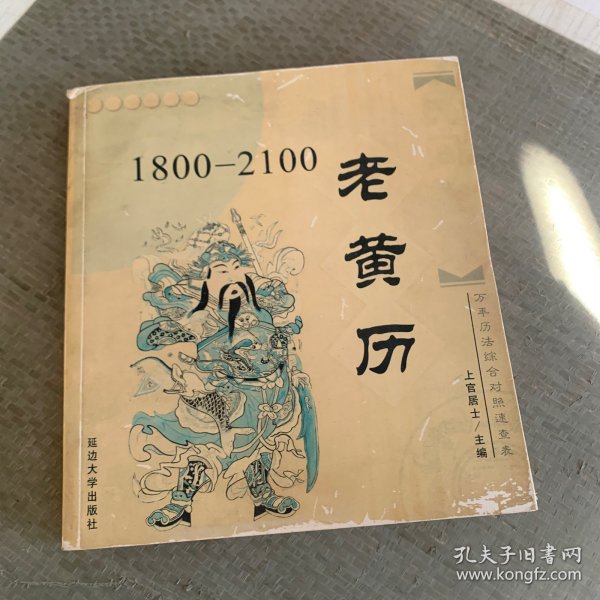 1800-2100
老黄历
万年历法综合对照速查表
上官居士/主编
延边大学出版社
孔夫子旧书网
www.kongfz.com